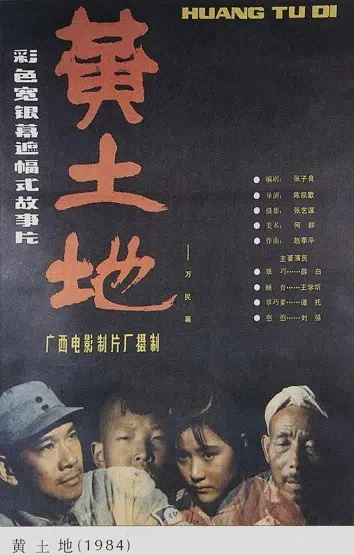 HUANG TU DI
黄土地
彩色宽银幕遮幅式故事片
——万民篇
编剧：张子良
导演：陈凯歌
摄影：张艺谋
美术：何群
作曲：赵季平
主要演员
翠巧……薛白
顾青……王学圻
翠巧爹……谭托
憨憨……刘强
广西电影制片厂摄制
黄土地(1984)